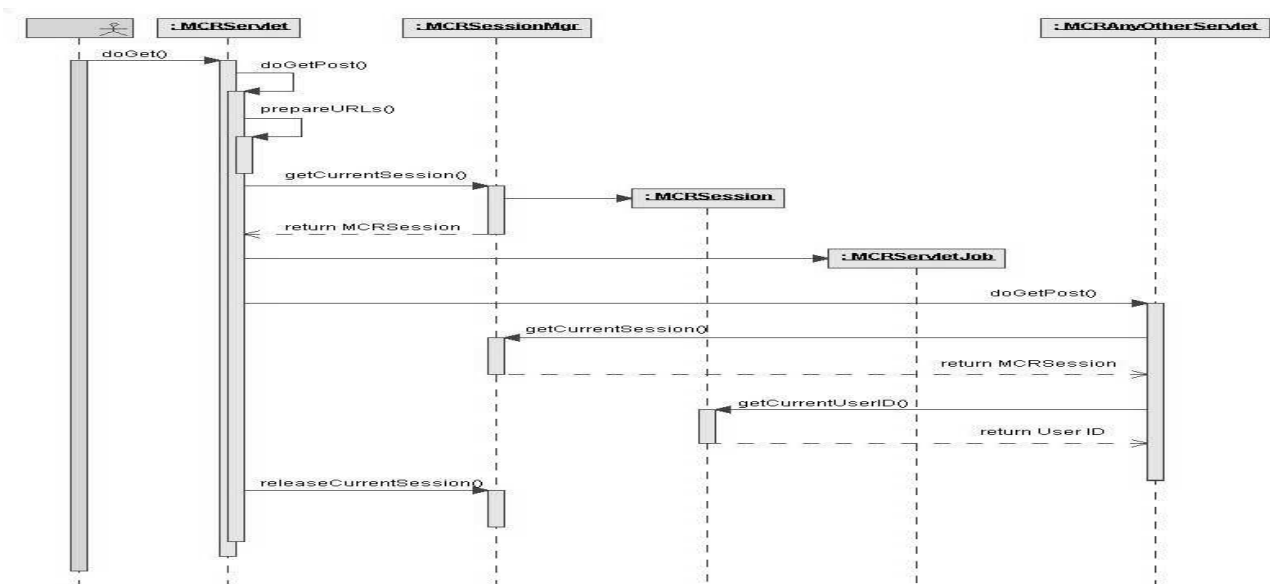 : MCRServlet
: MCRSessionMgr
: MCRAnyOtherServlet
doGet()
doGetPost()
prepareURLs()
getCurrentSession()
: MCRSession
return MCRSession
: MCRServletJob
doGetPost()
getCurrentSession()
return MCRSession
getCurrentUserID()
return User ID
releaseCurrentSession()